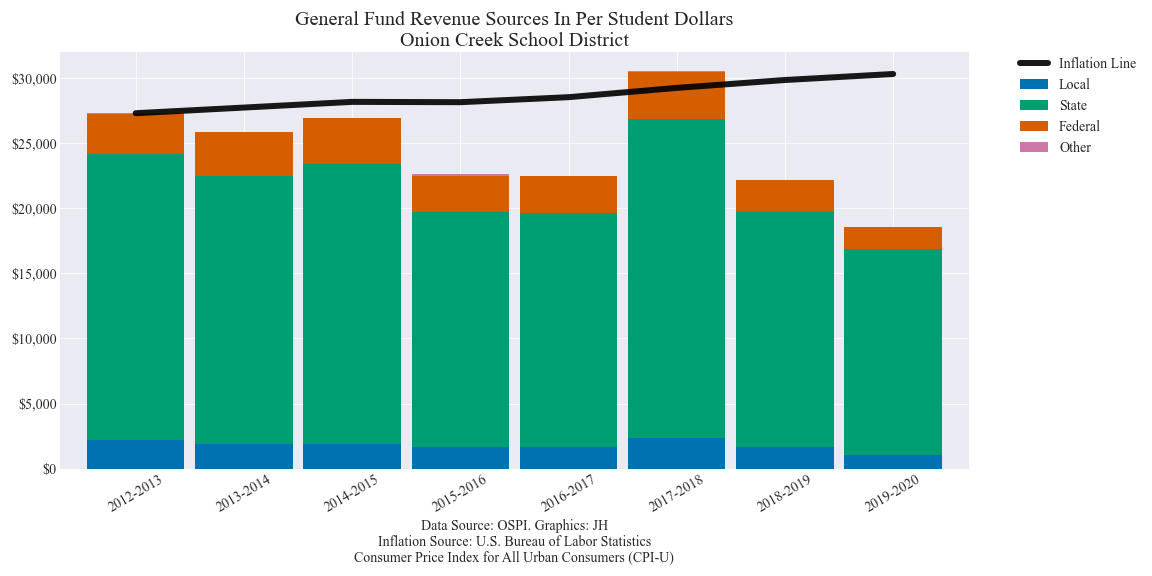 General Fund Revenue Sources In Per Student Dollars
Onion Creek School District
Inflation Line
Local
State
Federal
Other
$30,000
$25,000
$20,000
$15,000
$10,000
$5,000
$0
2012-2013
2013-2014
2014-2015
2015-2016
2016-2017
2017-2018
2018-2019
2019-2020
Data Source: OSPI. Graphics: JH
Inflation Source: U.S. Bureau of Labor Statistics
Consumer Price Index for All Urban Consumers (CPI-U)